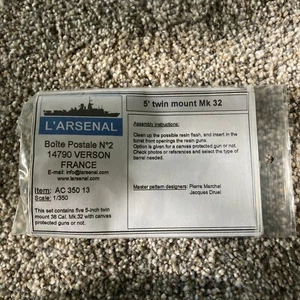 L'ARSENAL
Boîte Postale N°2
14790 VERSON
FRANCE
E-mail: info@larsenal.com
www.larsenal.com
Item: AC 350 13
Scale: 1/350
This set contains five 5-inch twin
mount 38 Cal, Mk.32 with canvas
protected guns or not.
5' twin mount Mk 32
Assembly instructions:
Clean up the possible resin flash, and insert in the
turret front openings the resin guns.
Option is given for a canvas protected gun or not.
Check photos or references and select the type of
barrel needed.
Master pattern designers: Pierre Marchal
Jacques Druel